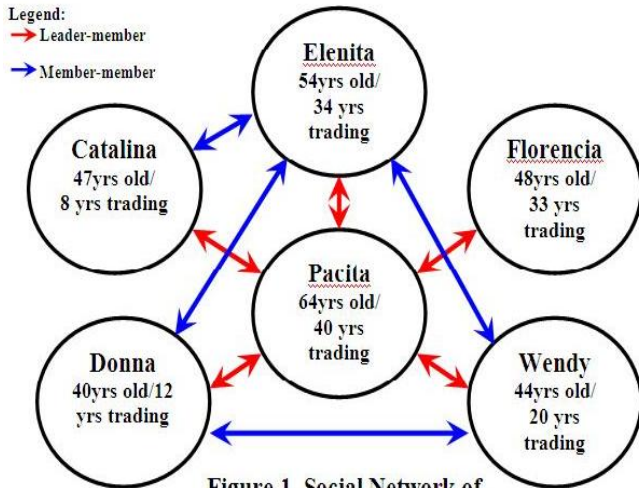 Legend:
Leader-member
Member-member
Elenita
54yrs old/
34 yrs
trading
Catalina
47yrs old/
8 yrs trading
Florencia
48yrs old/
33 yrs
trading
Pacita
64yrs old/
40 yrs
trading
Donna
40yrs old/12
yrs trading
Wendy
44yrs old/
20 yrs
trading
Figure 1. Social Network of